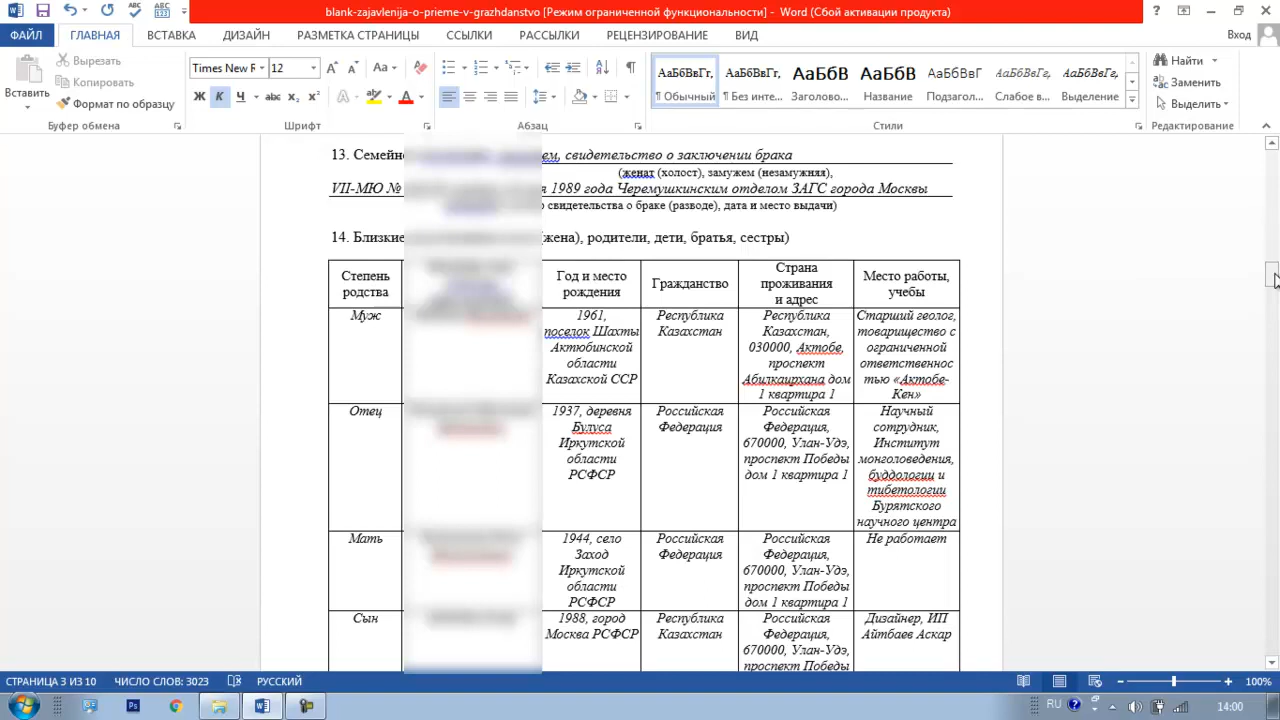 blank-zajavlenija-o-prieme-v-grazhdanstvo [Режим ограниченной функциональности] - Word (Сбой активации продукта)
ФАЙЛ ГЛАВНАЯ ВСТАВКА ДИЗАЙН РАЗМЕТКА СТРАНИЦЫ ССЫЛКИ РАССЫЛКИ РЕЦЕНЗИРОВАНИЕ ВИД Вход
Вставить
Вырезать
Копировать
Формат по образцу
Буфер обмена
Times New R 12
Ж К Ч abc x₂ x²
Шрифт
Абзац
АаБбВвГг, АаБбВвГг, АаБбВ АаБбВ АаБбВвГ АаБбВвГг, АаБбВвГг,
¶ Обычный ¶ Без инте... Заголово... Название Подзагол... Слабое в... Выделение
Стили
Найти
Заменить
Выделить
Редактирование
13. Семейн свидетельство о заключении брака
(женат (холост), замужем (незамужняя),
VII-МЮ № 1989 года Черемушкинским отделом ЗАГС города Москвы
свидетельства о браке (разводе), дата и место выдачи)
14. Близкие (жена), родители, дети, братья, сестры)
Степень родства
Год и место рождения
Гражданство
Страна проживания и адрес
Место работы, учебы
Муж
1961,
поселок Шахты
Актюбинской
области
Казахской ССР
Республика
Казахстан
Республика
Казахстан,
030000, Актобе,
проспект
Абилкаирхана дом
1 квартира 1
Старший геолог,
товарищество с
ограниченной
ответственнос
тью «Актобе-
Кен»
Отец
1937, деревня
Булуса
Иркутской
области
РСФСР
Российская
Федерация
Российская
Федерация,
670000, Улан-Удэ,
проспект Победы
дом 1 квартира 1
Научный
сотрудник,
Институт
монголоведения,
буддологии и
тибетологии
Бурятского
научного центра
Мать
1944, село
Заход
Иркутской
области
РСФСР
Российская
Федерация
Российская
Федерация,
670000, Улан-Удэ,
проспект Победы
дом 1 квартира 1
Не работает
Сын
1988, город
Москва РСФСР
Республика
Казахстан
Российская
Федерация,
670000, Улан-Удэ,
проспект Победы
Дизайнер, ИП
Айтбаев Аскар
СТРАНИЦА 3 ИЗ 10 ЧИСЛО СЛОВ: 3023 РУССКИЙ 100%
RU 14:00